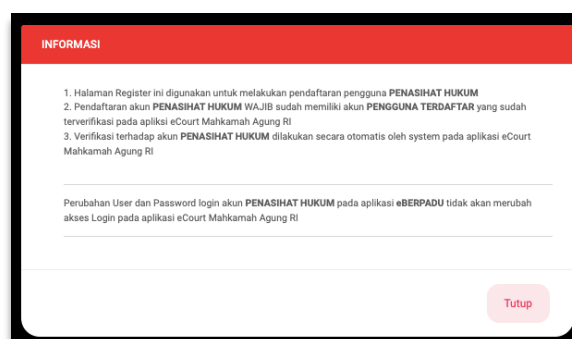 INFORMASI
1. Halaman Register ini digunakan untuk melakukan pendaftaran pengguna PENASIHAT HUKUM
2. Pendaftaran akun PENASIHAT HUKUM WAJIB sudah memiliki akun PENGGUNA TERDAFTAR yang sudah
terverifikasi pada apliksi eCourt Mahkamah Agung RI
3. Verifikasi terhadap akun PENASIHAT HUKUM dilakukan secara otomatis oleh system pada aplikasi eCourt
Mahkamah Agung RI
Perubahan User dan Password login akun PENASIHAT HUKUM pada aplikasi eBERPADU tidak akan merubah
akses Login pada aplikasi eCourt Mahkamah Agung RI
Tutup